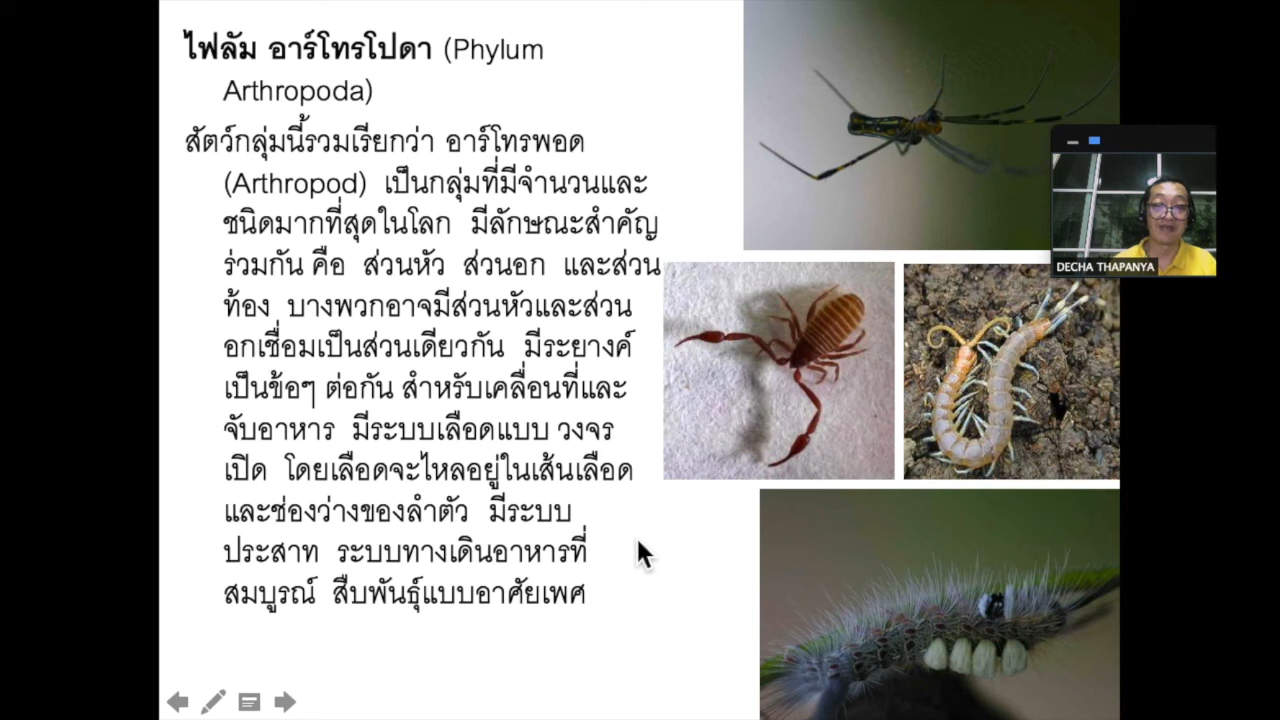 ไฟลัม อาร์โทรโปดา (Phylum
Arthropoda)
สัตว์กลุ่มนี้รวมเรียกว่า อาร์โทรพอด
(Arthropod) เป็นกลุ่มที่มีจำนวนและ
ชนิดมากที่สุดในโลก มีลักษณะสำคัญ
ร่วมกัน คือ ส่วนหัว ส่วนอก และส่วน
ท้อง บางพวกอาจมีส่วนหัวและส่วน
อกเชื่อมเป็นส่วนเดียวกัน มีระยางค์
เป็นข้อๆ ต่อกัน สำหรับเคลื่อนที่และ
จับอาหาร มีระบบเลือดแบบ วงจร
เปิด โดยเลือดจะไหลอยู่ในเส้นเลือด
และช่องว่างของลำตัว มีระบบ
ประสาท ระบบทางเดินอาหารที่
สมบูรณ์ สืบพันธุ์แบบอาศัยเพศ
DECHA THAPANYA